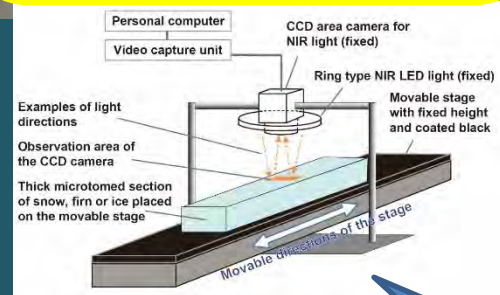 Personal computer
Video capture unit
CCD area camera for
NIR light (fixed)
Ring type NIR LED light (fixed)
Movable stage
with fixed height
and coated black
Examples of light
directions
Observation area of
the CCD camera
Thick microtomed section
of snow, firn or ice placed
on the movable stage
Movable directions of the stage